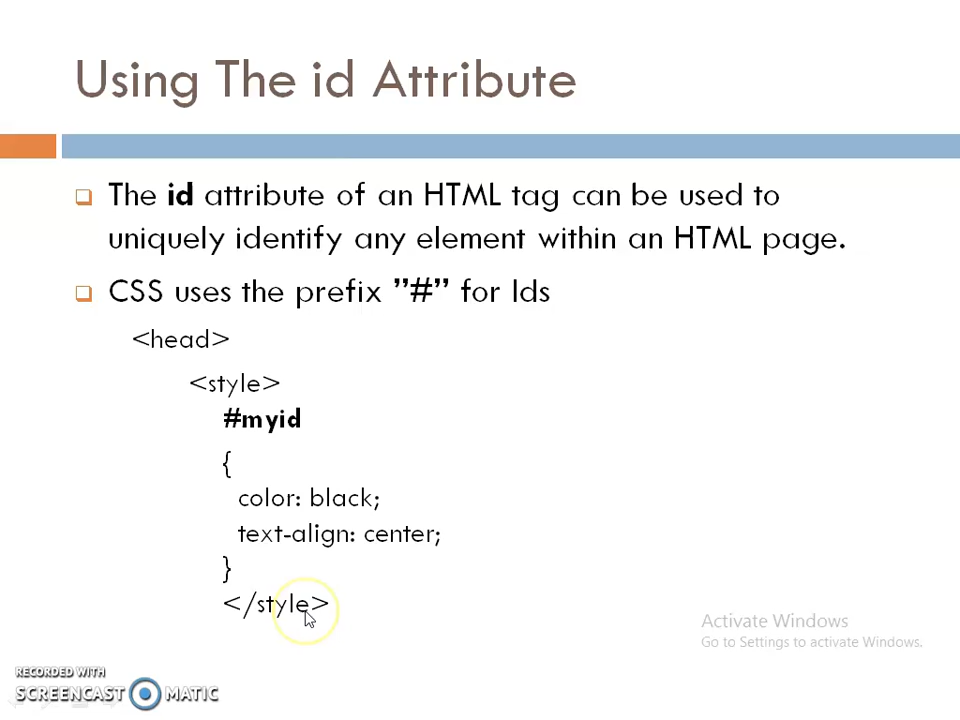 Using The id Attribute
The id attribute of an HTML tag can be used to
uniquely identify any element within an HTML page.
CSS uses the prefix ”#” for Ids
<head>
<style>
#myid
{
color: black;
text-align: center;
}
</style>
Activate Windows
Go to Settings to activate Windows.
RECORDED WITH
SCREENCAST MATIC